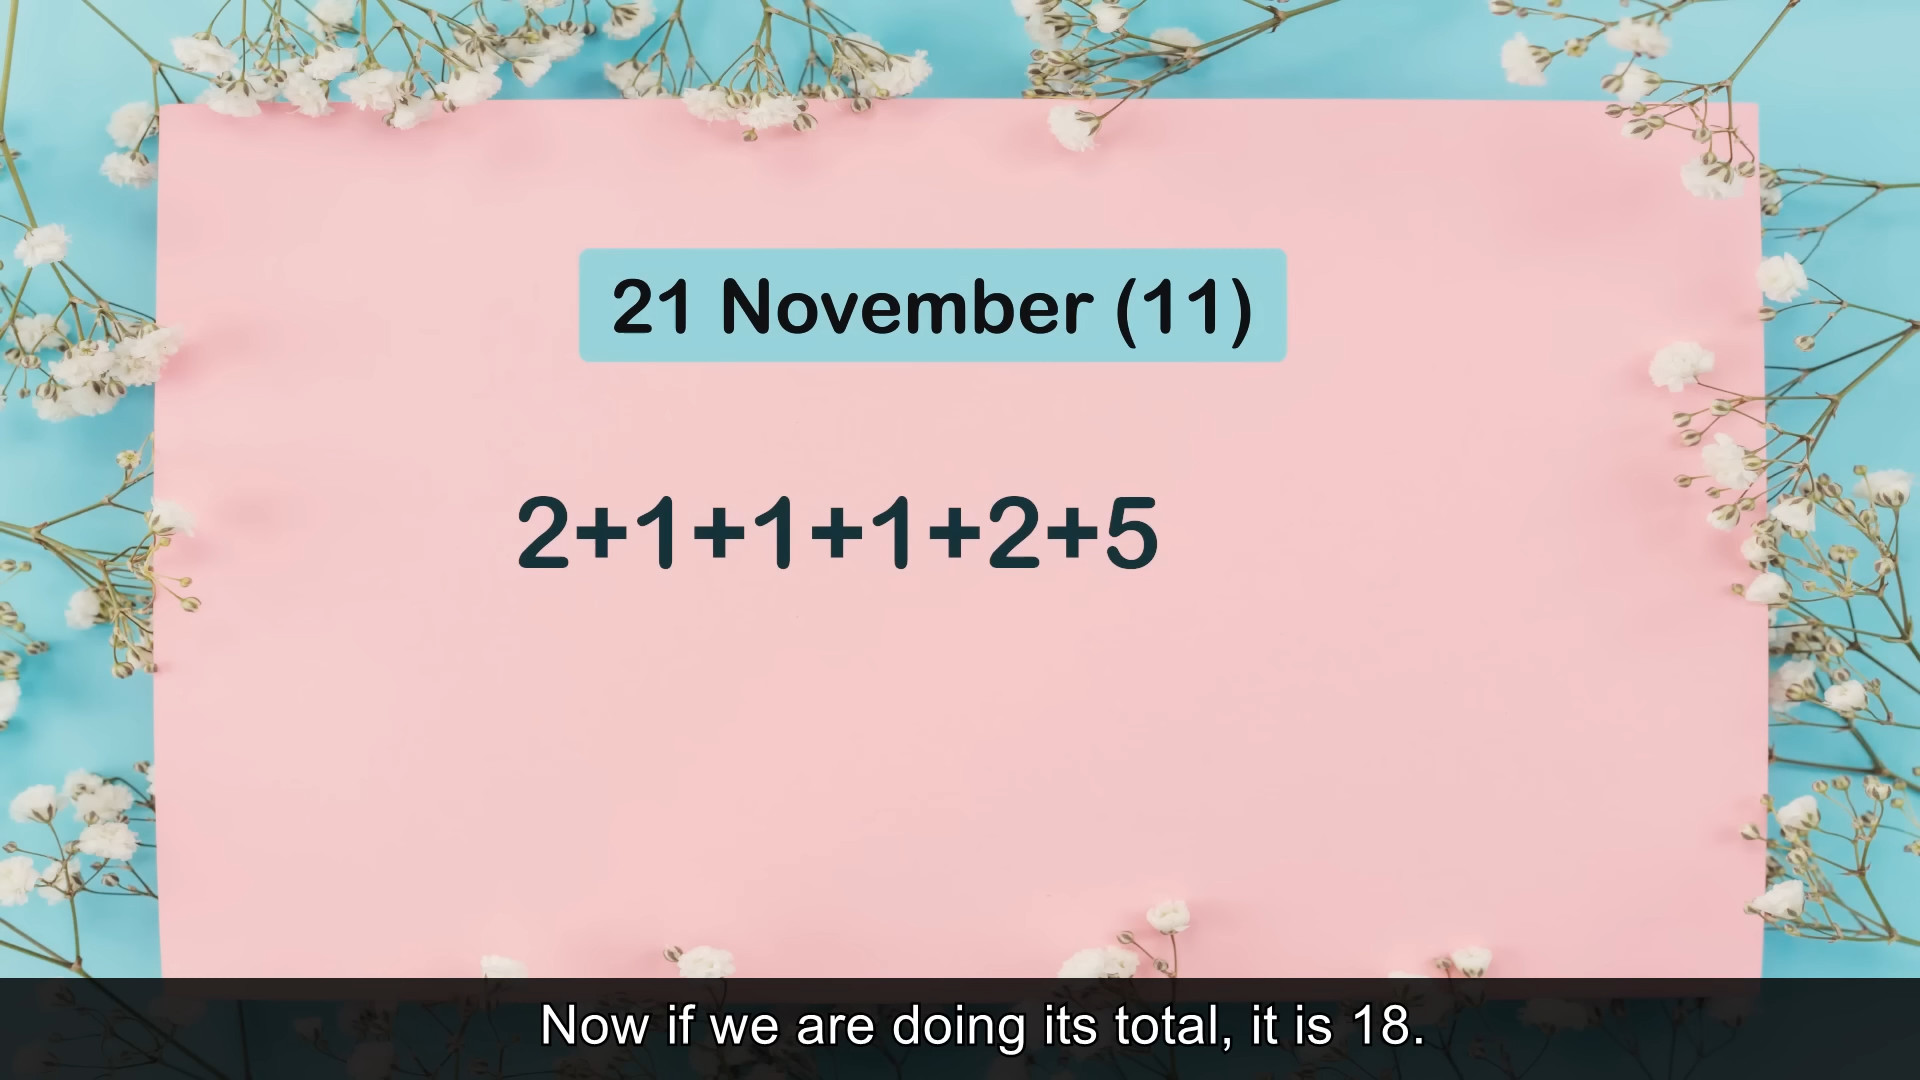 21 November (11)
2+1+1+1+2+5
Now if we are doing its total, it is 18.